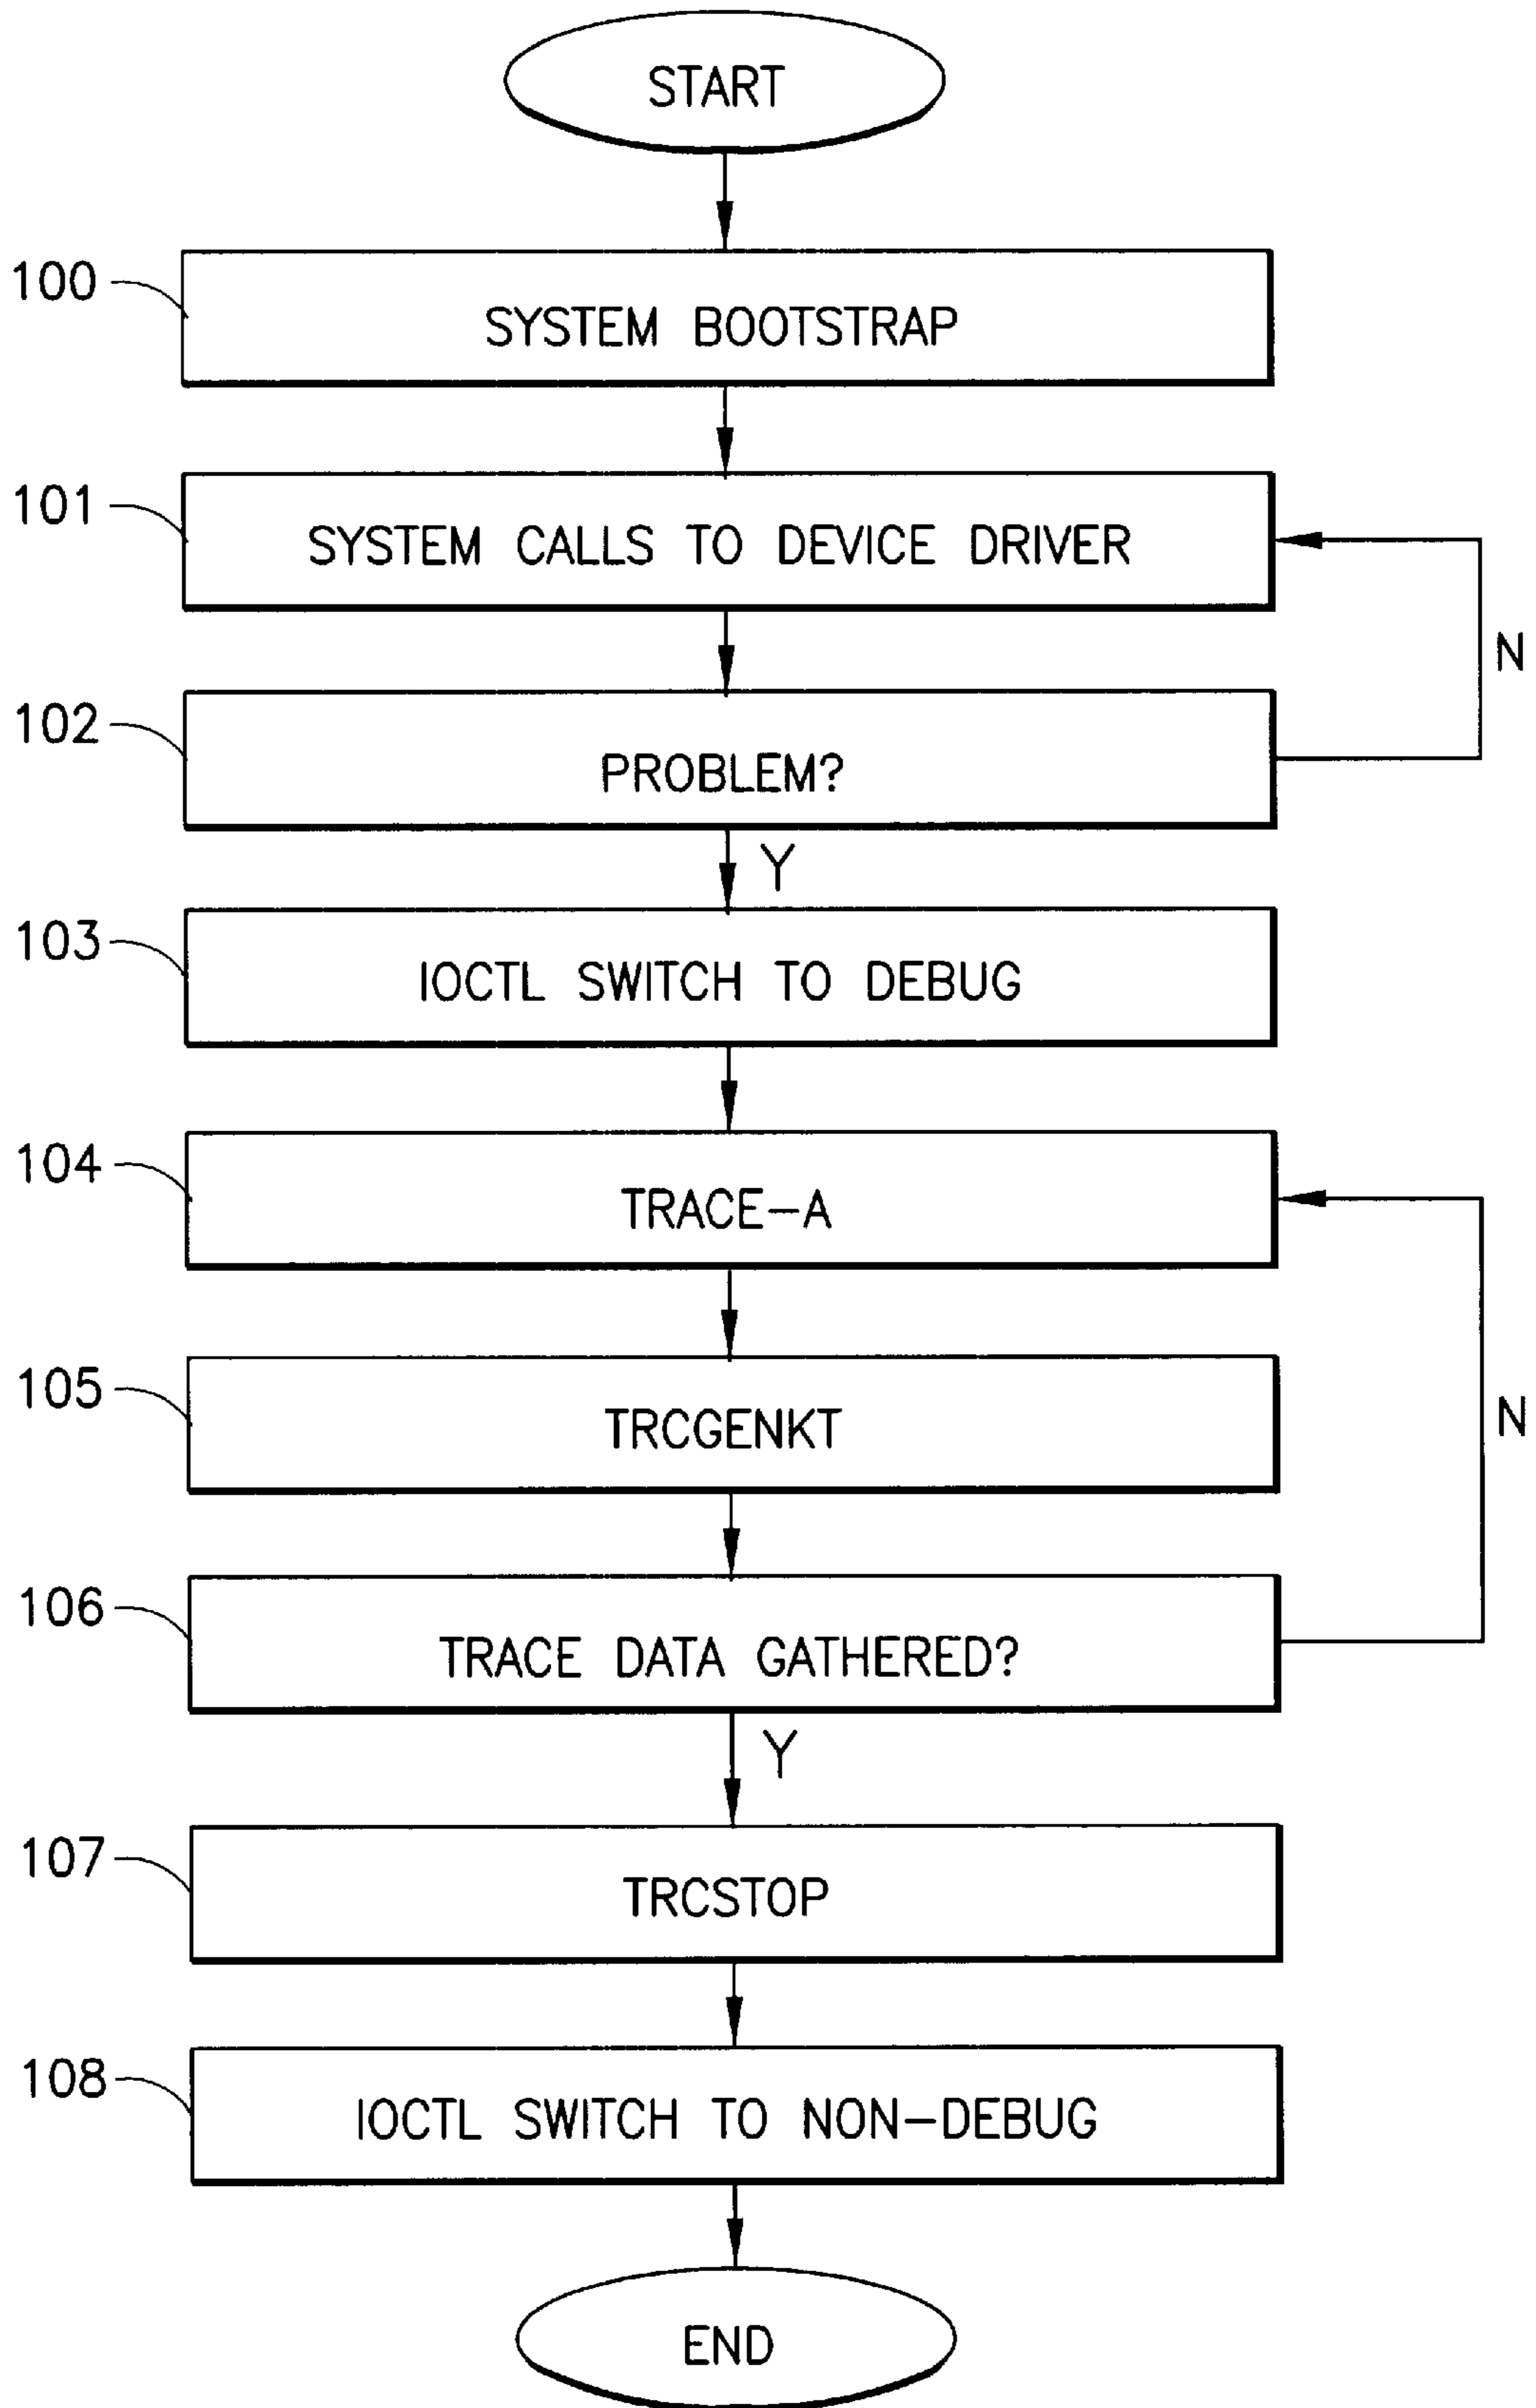 START
100
SYSTEM BOOTSTRAP
101
SYSTEM CALLS TO DEVICE DRIVER
N
102
PROBLEM?
Y
103
IOCTL SWITCH TO DEBUG
104
TRACE-A
105
TRCGENKT
N
106
TRACE DATA GATHERED?
Y
107
TRCSTOP
108
IOCTL SWITCH TO NON-DEBUG
END